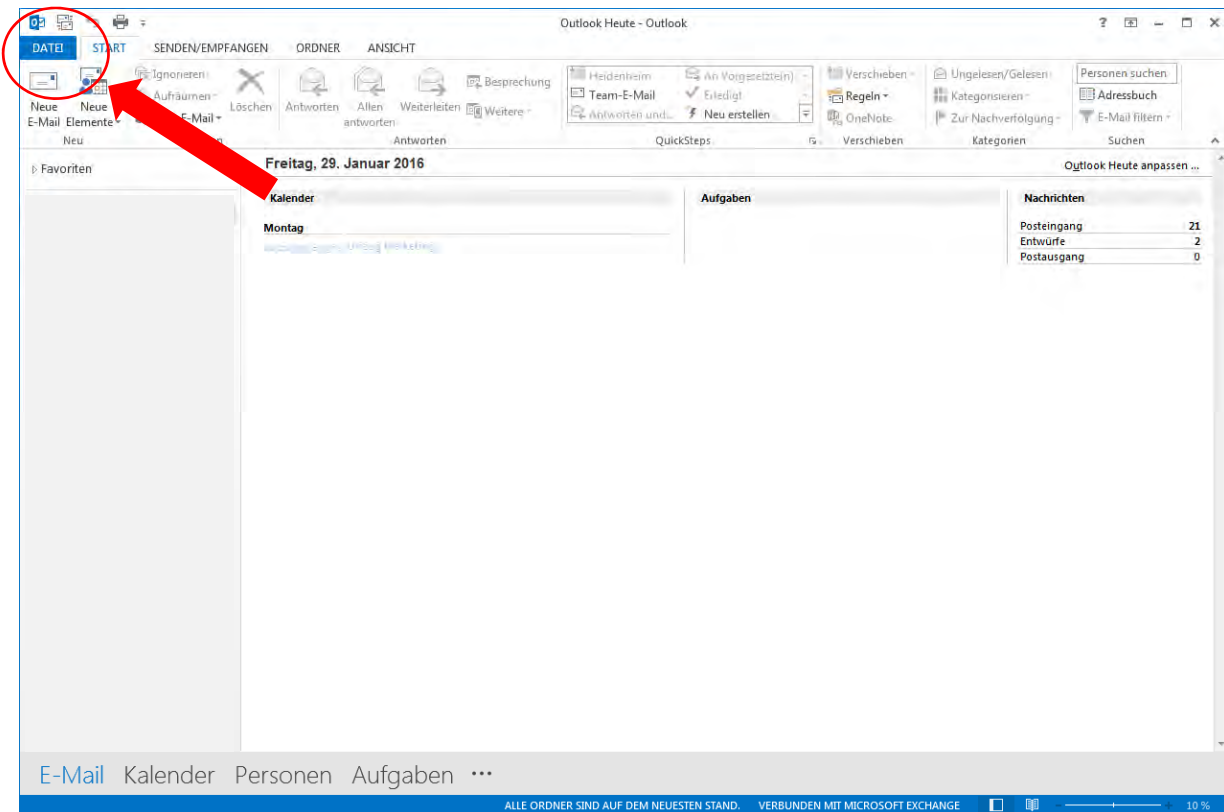 Outlook Heute - Outlook
DATEI START SENDEN/EMPFANGEN ORDNER ANSICHT
Neue E-Mail
Neue Elemente
Neu
Ignorieren
Aufräumen
E-Mail
Löschen
Antworten
Allen antworten
Weiterleiten
Besprechung
Weitere
Antworten
Heidenheim
Team-E-Mail
Antworten und...
An Vorgesetzte(n)
Erledigt
Neu erstellen
QuickSteps
Verschieben
Regeln
OneNote
Verschieben
Ungelesen/Gelesen
Kategorisieren
Zur Nachverfolgung
Kategorien
Personen suchen
Adressbuch
E-Mail filtern
Suchen
Favoriten
Freitag, 29. Januar 2016
Outlook Heute anpassen ...
Kalender
Montag
Aufgaben
Nachrichten
Posteingang 21
Entwürfe 2
Postausgang 0
E-Mail Kalender Personen Aufgaben ...
ALLE ORDNER SIND AUF DEM NEUESTEN STAND. VERBUNDEN MIT MICROSOFT EXCHANGE 10 %